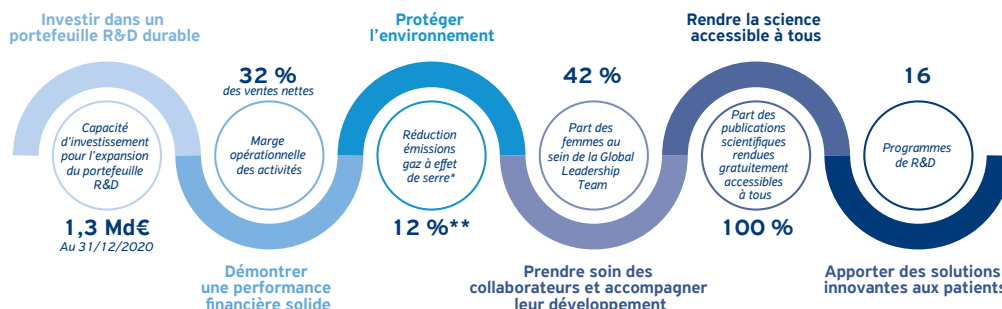 Investir dans un
portefeuille R&D durable
Capacité
d'investissement
pour l'expansion
du portefeuille
R&D
1,3 Md€
Au 31/12/2020
32 %
des ventes nettes
Marge
opérationnelle
des activités
Démontrer
une performance
financière solide
Protéger
l'environnement
Réduction
émissions
gaz à effet
de serre*
12 %**
42 %
Part des
femmes au
sein de la Global
Leadership
Team
Prendre soin des
collaborateurs et accompagner
leur développement
Rendre la science
accessible à tous
Part des
publications
scientifiques
rendues
gratuitement
accessibles
à tous
100 %
16
Programmes
de R&D
Apporter des solutions
innovantes aux patients